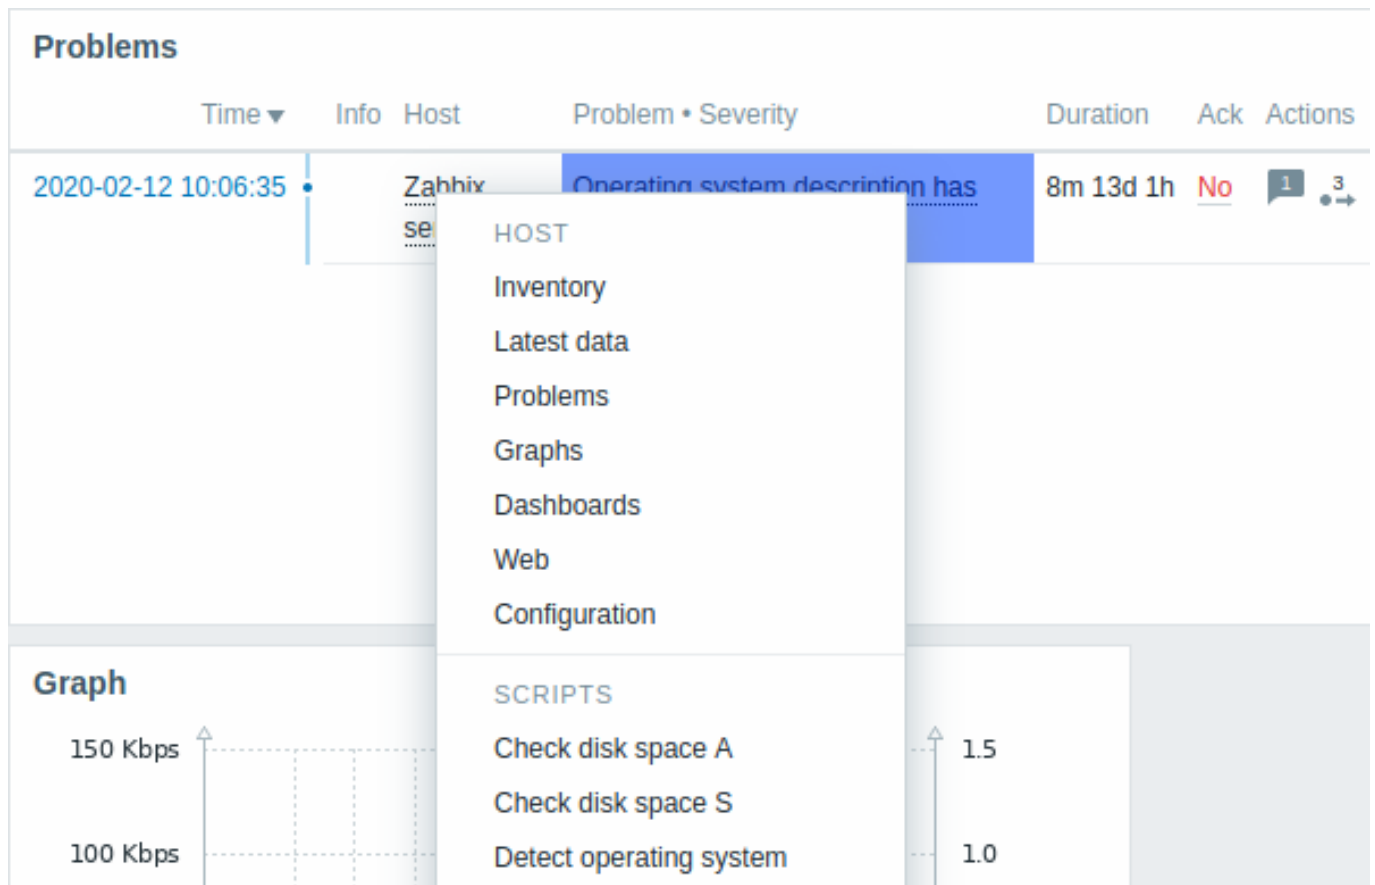 Problems
Time Info Host Problem • Severity Duration Ack Actions
2020-02-12 10:06:35 Zabbix Operating system description has 8m 13d 1h No 1 3
HOST
Inventory
Latest data
Problems
Graphs
Dashboards
Web
Configuration
Graph
SCRIPTS
150 Kbps Check disk space A 1.5
Check disk space S
100 Kbps Detect operating system 1.0